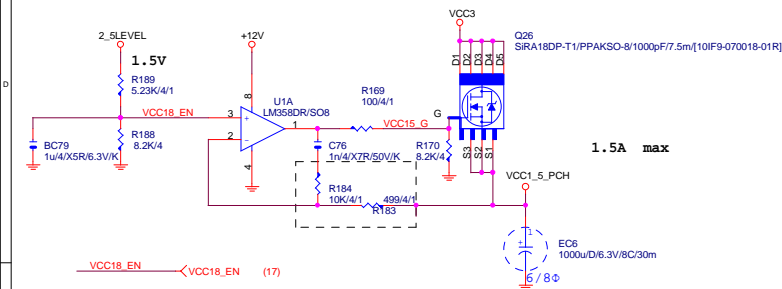 VCC3
Q26
SiRA18DP-T1/PPAKSO-8/1000pF/7.5m/[10IF9-070018-01R]
2_5LEVEL
+12V
1.5V
D1
D2
D3
D4
D5
D
R189
5.23K/4/1
8
U1A
LM358DR/SO8
R169
100/4/1
VCC18_EN
3
+
2
-
1
VCC15_G
G
R188
8.2K/4
BC79
1u/4/X5R/6.3V/K
4
C76
1n/4/X7R/50V/K
R170
8.2K/4
S3
S2
S1
1.5A max
VCC1_5_PCH
R184
10K/4/1
499/4/1
R183
1
+
EC6
1000u/D/6.3V/8C/30m
6/8Φ
VCC18_EN
VCC18_EN
(17)